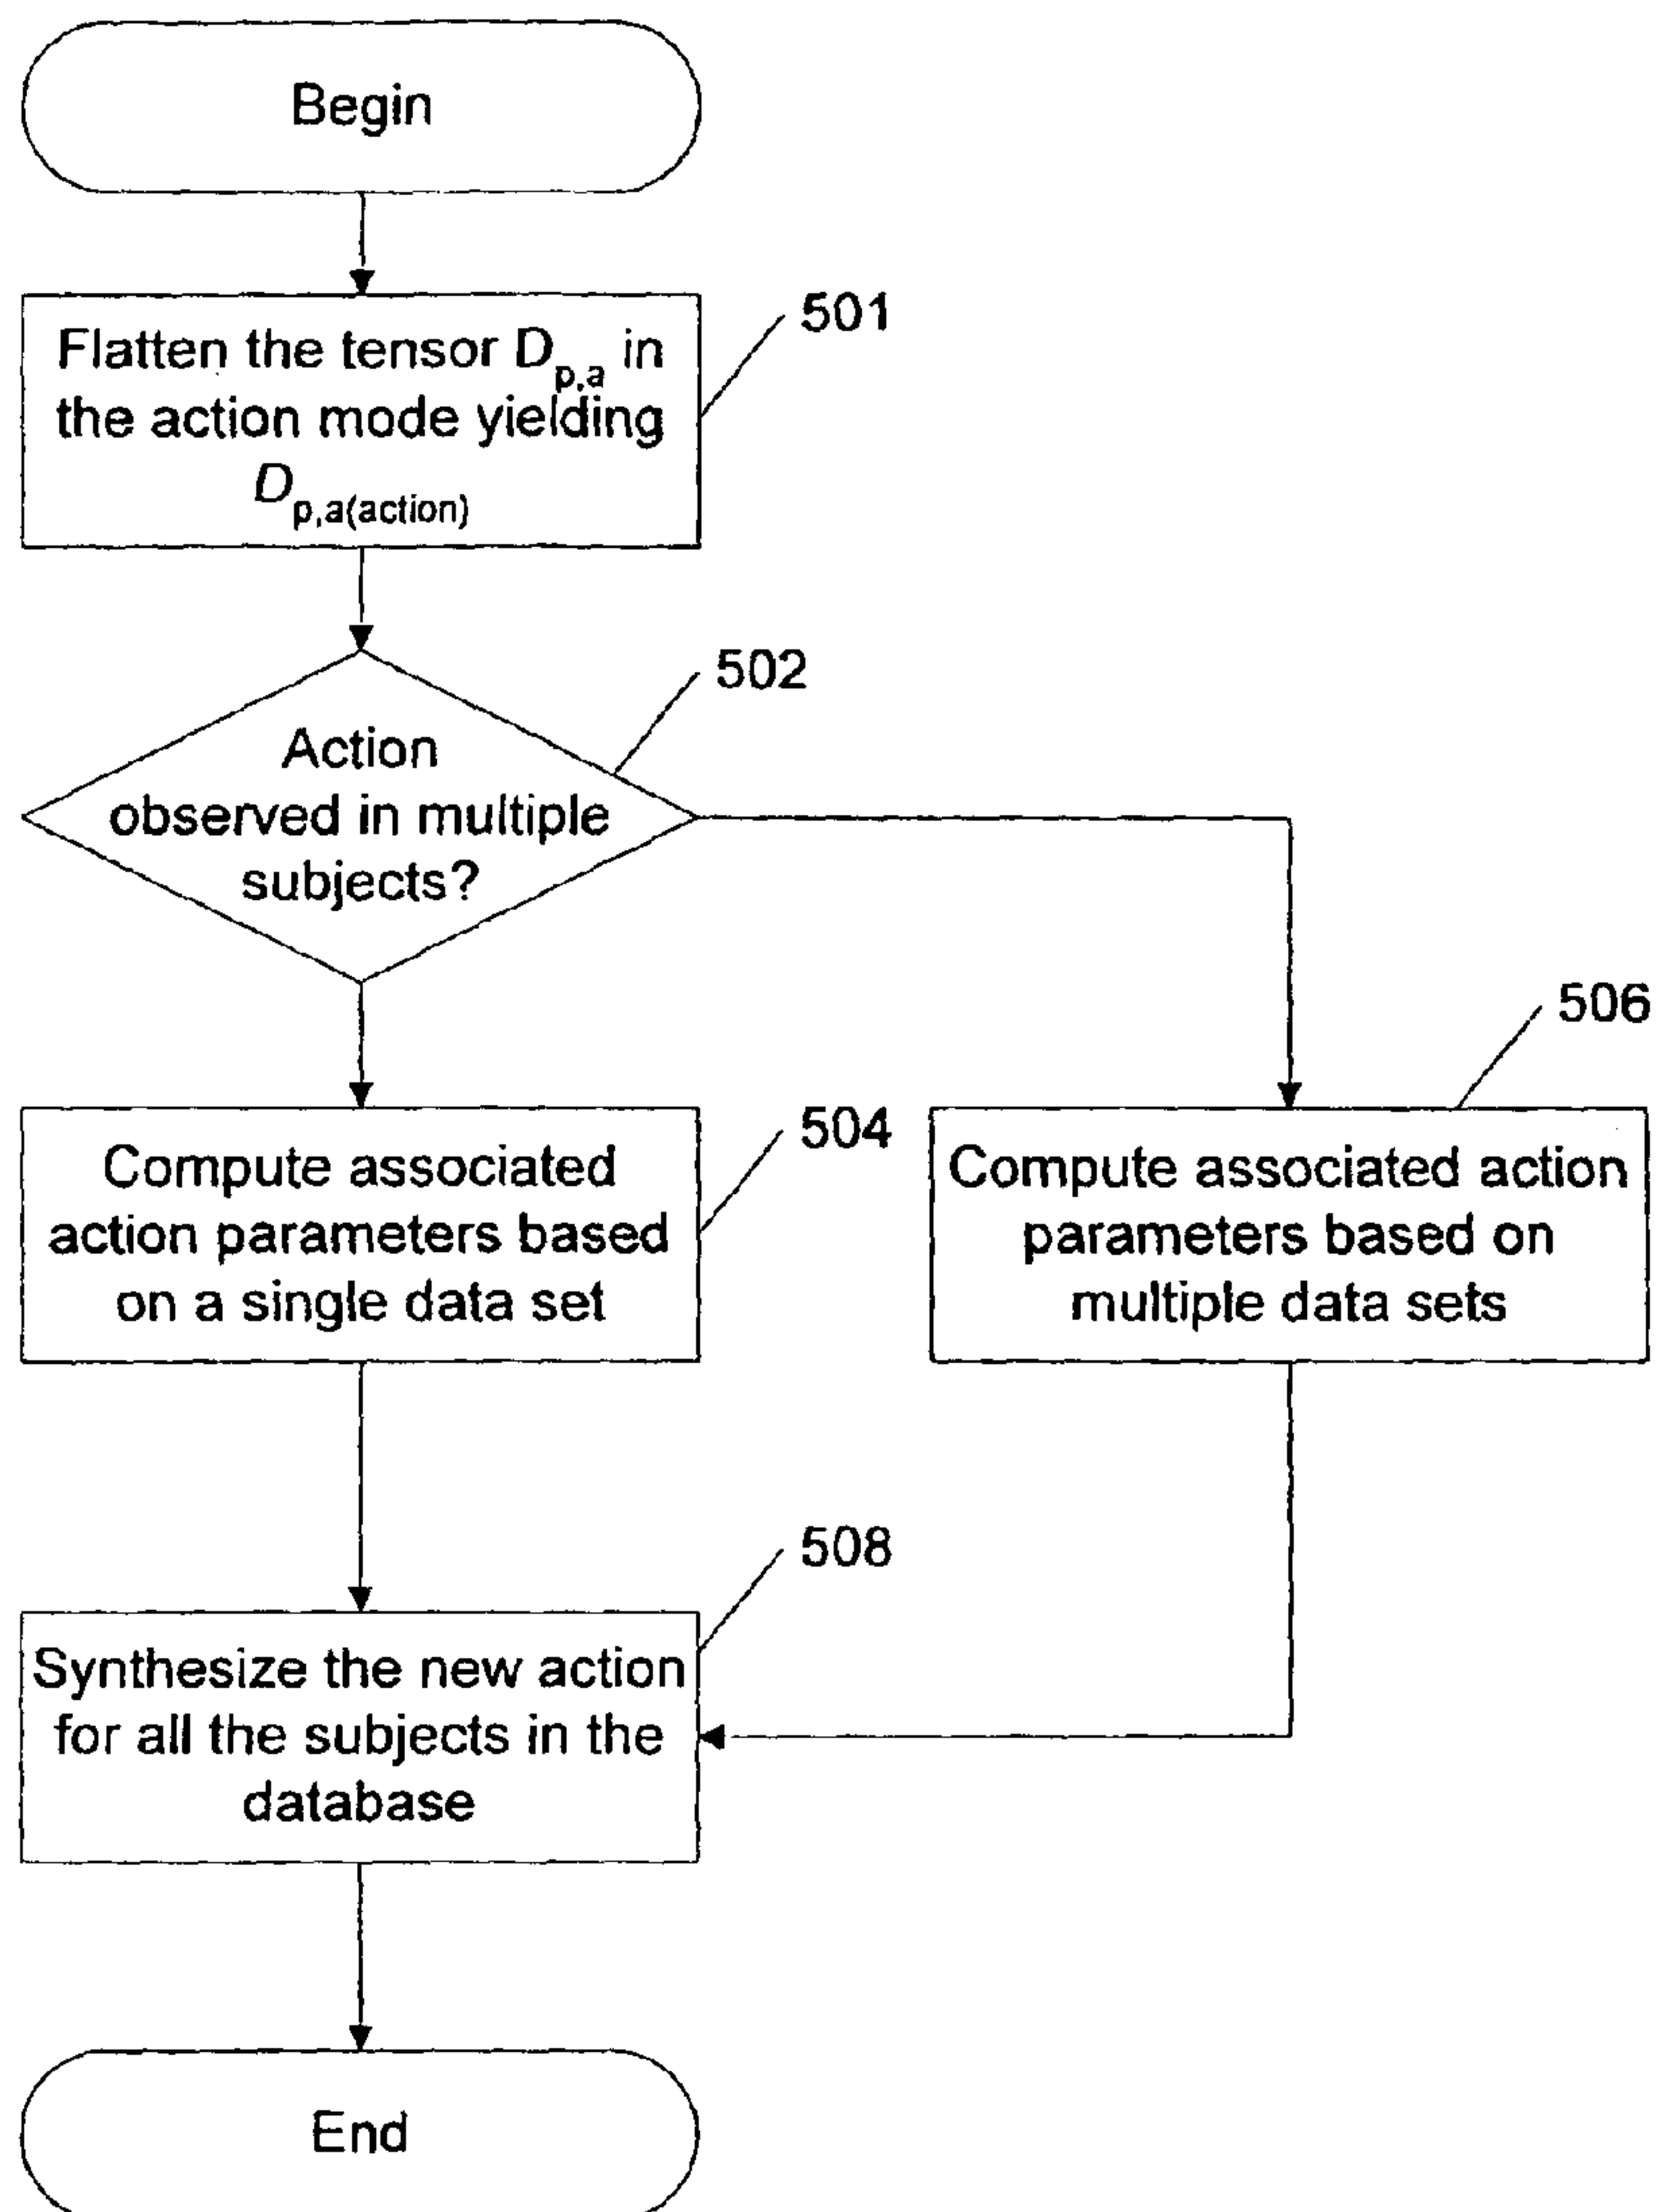 Begin
501
Flatten the tensor Dp,a in
the action mode yielding
Dp,a(action)
502
Action
observed in multiple
subjects?
506
504
Compute associated
action parameters based
on a single data set
Compute associated action
parameters based on
multiple data sets
508
Synthesize the new action
for all the subjects in the
database
End